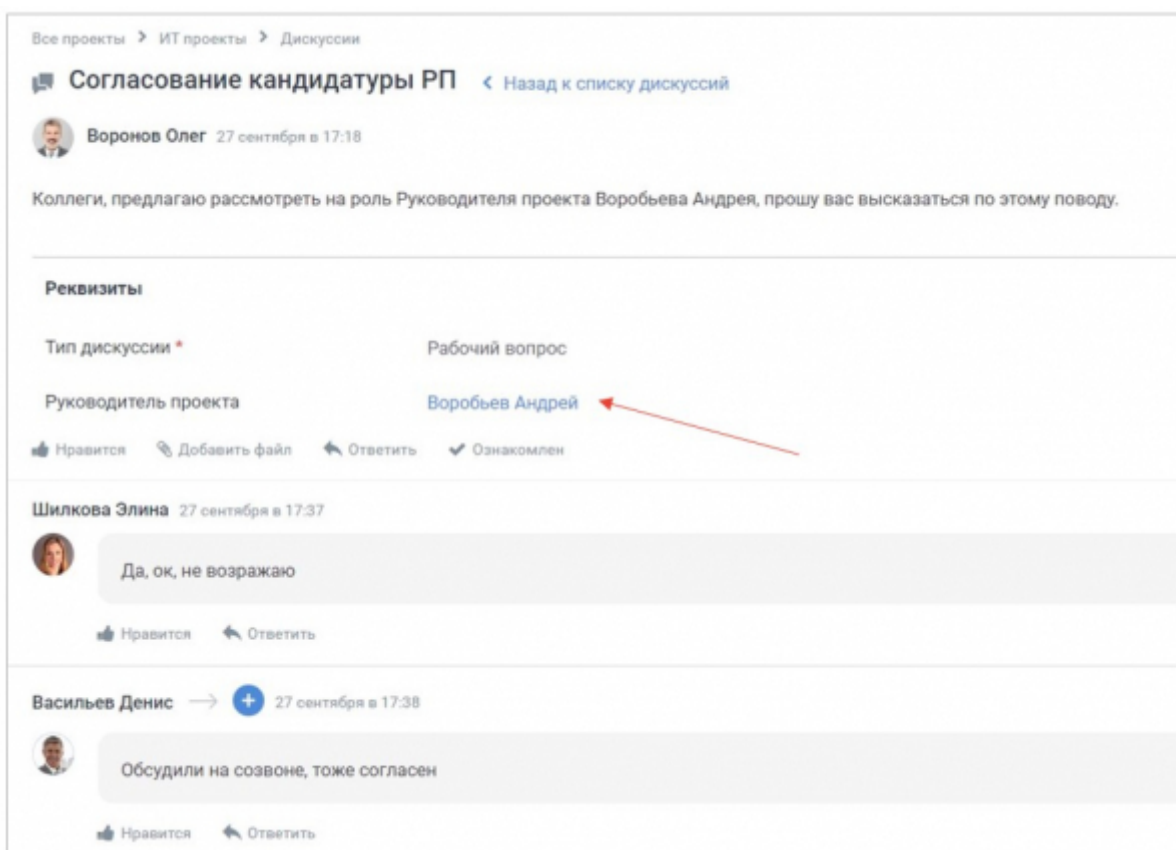 Все проекты > ИТ проекты > Дискуссии
Согласование кандидатуры РП < Назад к списку дискуссий
Воронов Олег 27 сентября в 17:18
Коллеги, предлагаю рассмотреть на роль Руководителя проекта Воробьева Андрея, прошу вас высказаться по этому поводу.
Реквизиты
Тип дискуссии * Рабочий вопрос
Руководитель проекта Воробьев Андрей
Нравится Добавить файл Ответить Ознакомлен
Шилкова Элина 27 сентября в 17:37
Да, ок, не возражаю
Нравится Ответить
Васильев Денис 27 сентября в 17:38
Обсудили на созвоне, тоже согласен
Нравится Ответить